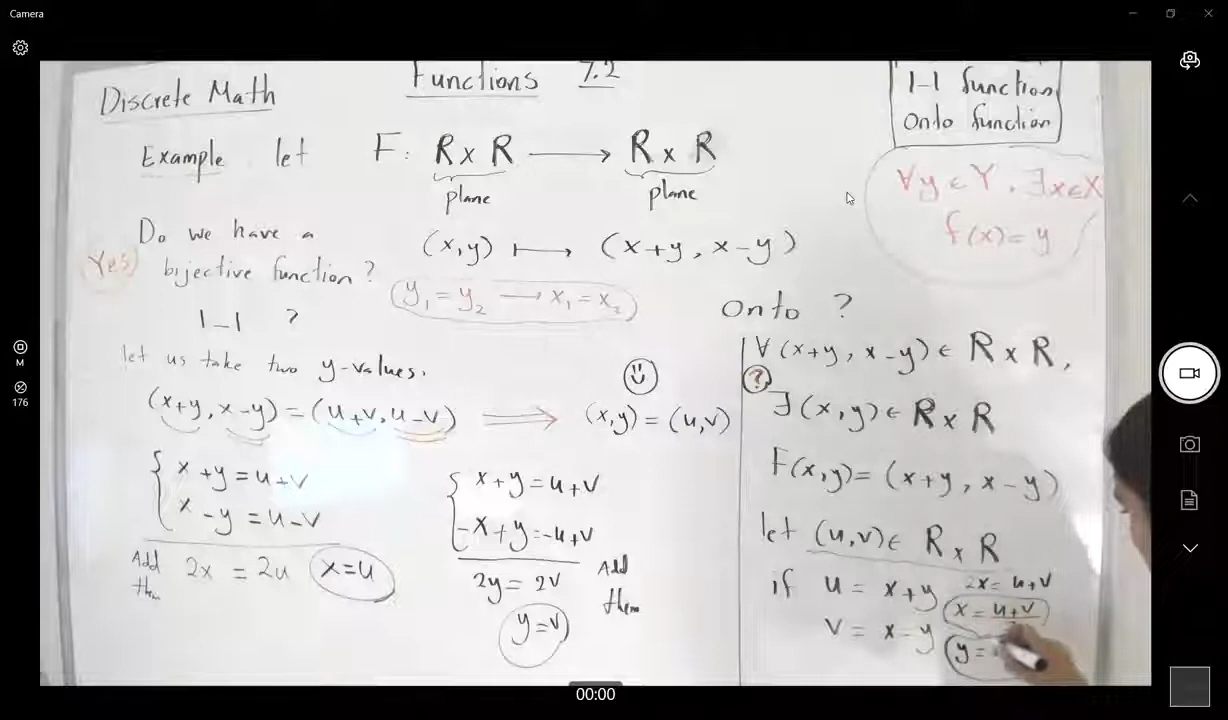 Camera
Discrete Math
Functions 7.2
1-1 function
Onto function
Example let F: R x R ⟶ R x R
plane plane
∀y ∈ Y, ∃x ∈ X
f(x) = y
Do we have a
bijective function?
Yes
(x,y) ⟼ (x+y, x-y)
y₁ = y₂ ⟶ x₁ = x₂
1-1 ?
let us take two y-values.
(x+y, x-y) = (u+v, u-v) ⟹ (x,y) = (u,v)
x+y = u+v
x-y = u-v
Add them 2x = 2u x=u
x+y = u+v
-x+y = -u+v
2y = 2v Add them
y=v
Onto ?
∀(x+y, x-y) ∈ R x R,
?
∃(x,y) ∈ R x R
F(x,y) = (x+y, x-y)
let (u,v) ∈ R x R
if u = x+y 2x = u+v
x = u+v
v = x-y
y =
M
176
00:00